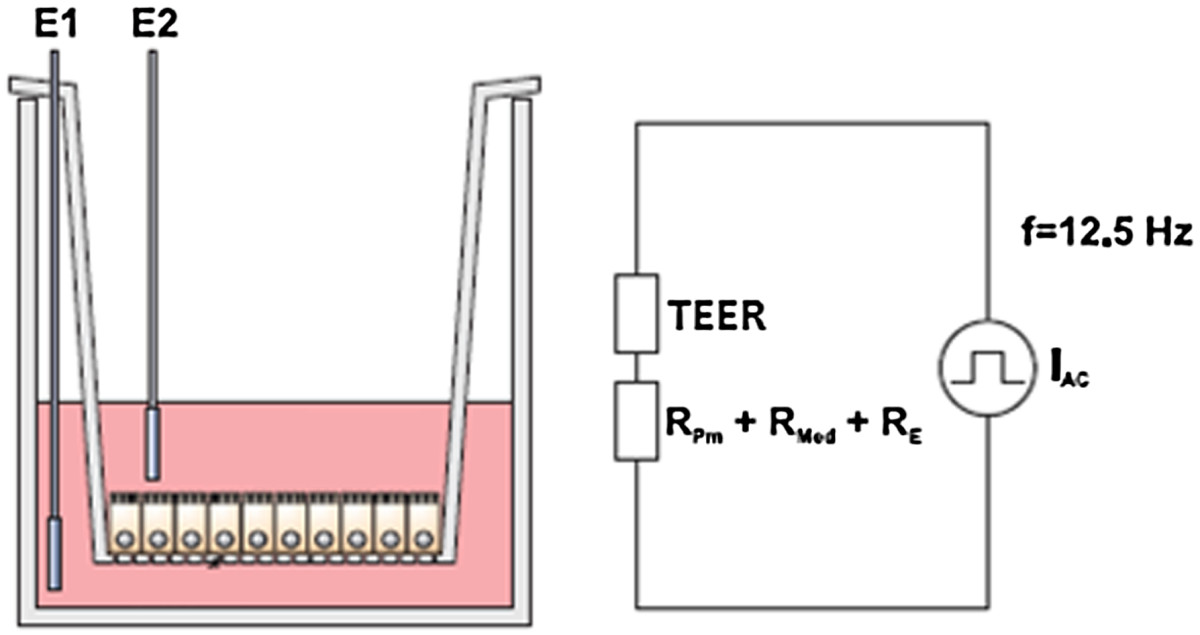 E1 E2
f=12.5 Hz
TEER
I_AC
R_Pm + R_Med + R_E